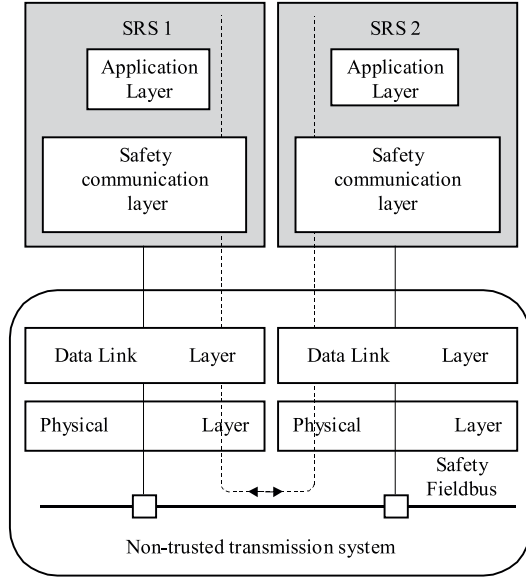 SRS 1
SRS 2
Application
Layer
Application
Layer
Safety
communication
layer
Safety
communication
layer
Data Link Layer
Data Link Layer
Physical Layer
Physical Layer
Safety
Fieldbus
Non-trusted transmission system